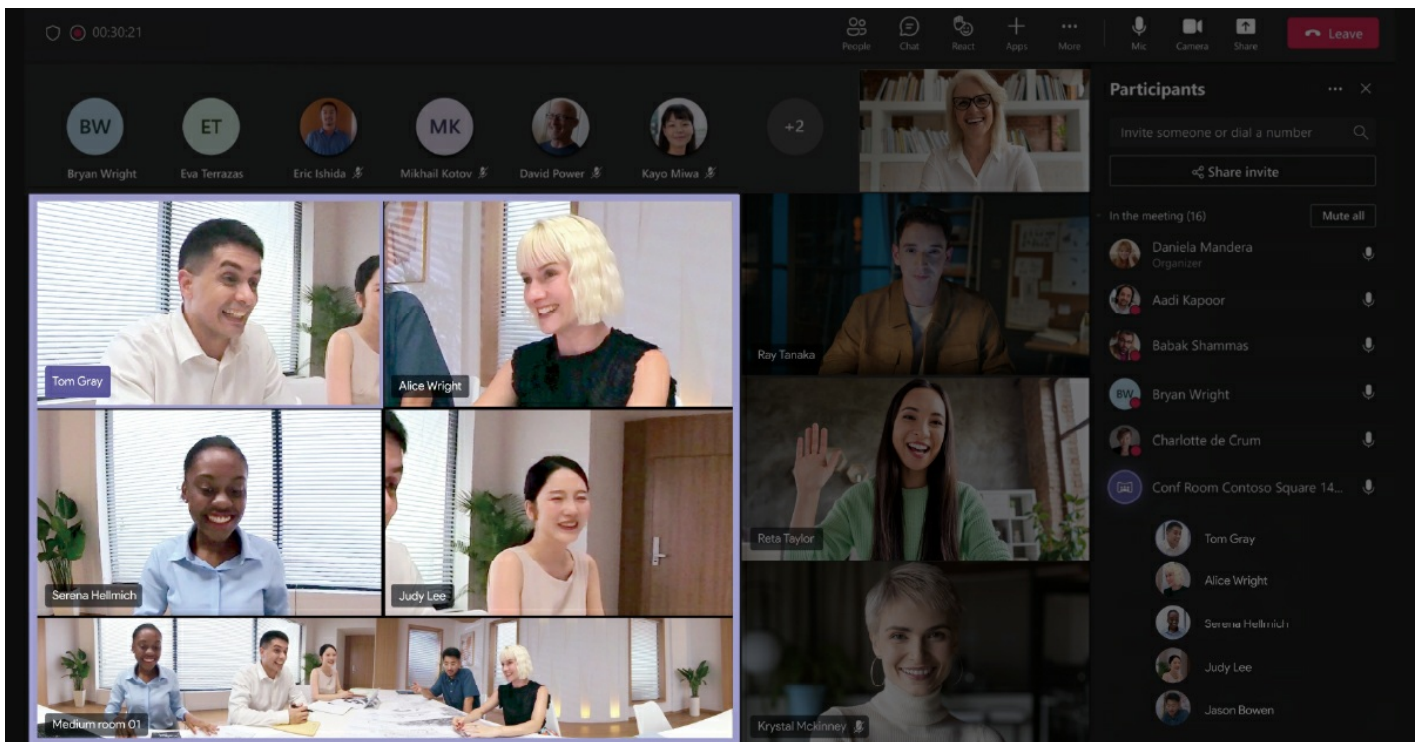 00:30:21
People
Chat
React
Apps
More
Mic
Camera
Share
Leave
BW
ET
MK
+2
Bryan Wright
Eva Terrazas
Eric Ishida
Mikhail Kotov
David Power
Kayo Miwa
Tom Gray
Alice Wright
Serena Hellmich
Judy Lee
Medium room 01
Ray Tanaka
Reta Taylor
Krystal Mckinney
Participants
Invite someone or dial a number
Share invite
In the meeting (16)
Mute all
Daniela Mandera
Organizer
Aadi Kapoor
Babak Shammas
BW
Bryan Wright
Charlotte de Crum
Conf Room Contoso Square 14...
Tom Gray
Alice Wright
Serena Hellmich
Judy Lee
Jason Bowen